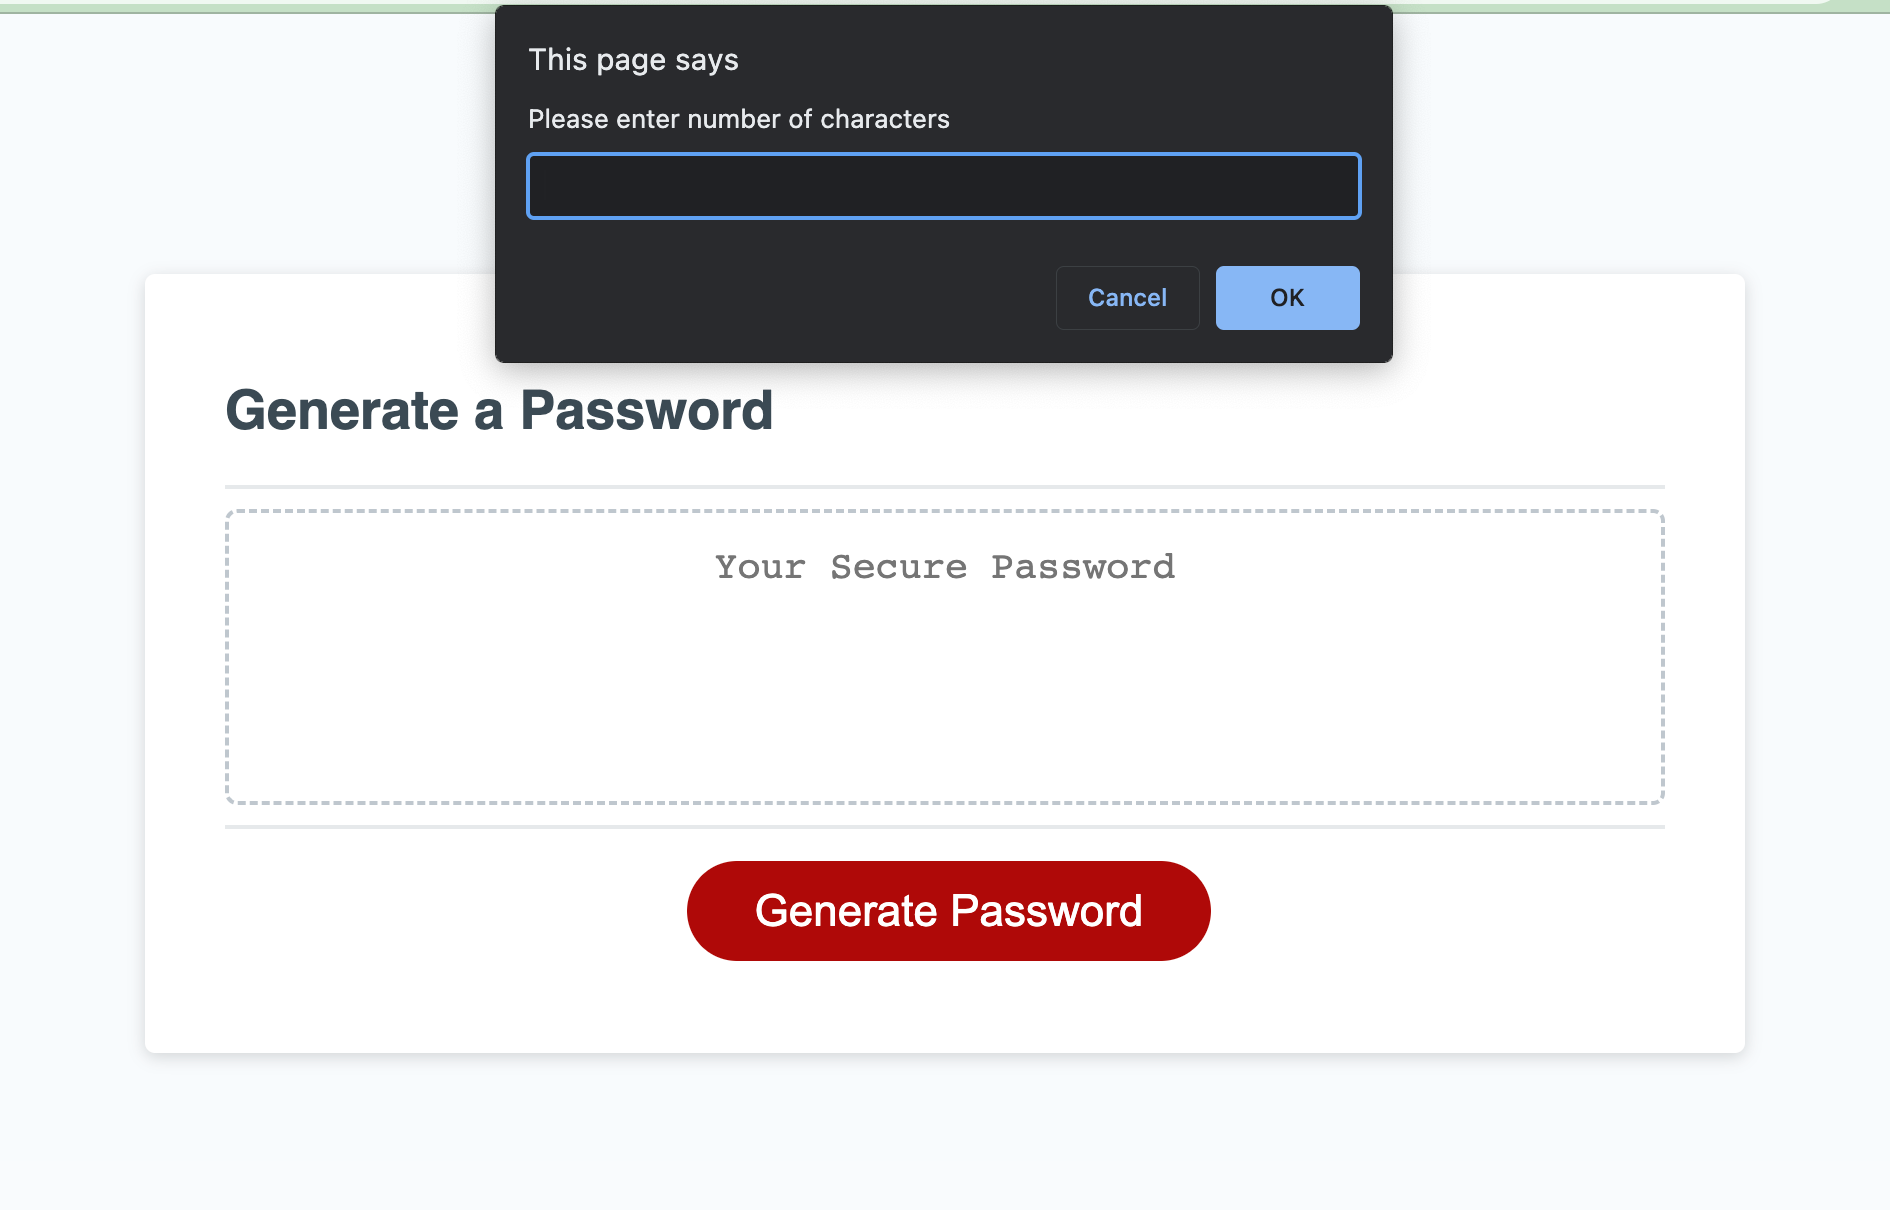 This page says
Please enter number of characters
Cancel
OK
Generate a Password
Your Secure Password
Generate Password